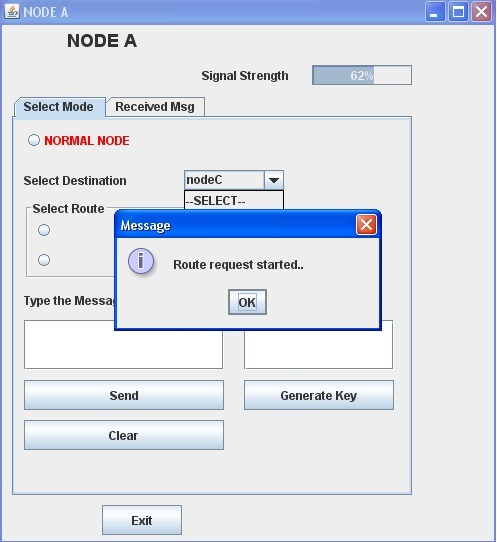 NODE A
NODE A
Signal Strength 62%
Select Mode Received Msg
NORMAL NODE
Select Destination nodeC
--SELECT--
Select Route
Message
Route request started..
OK
Type the
Send Generate Key
Clear
Exit